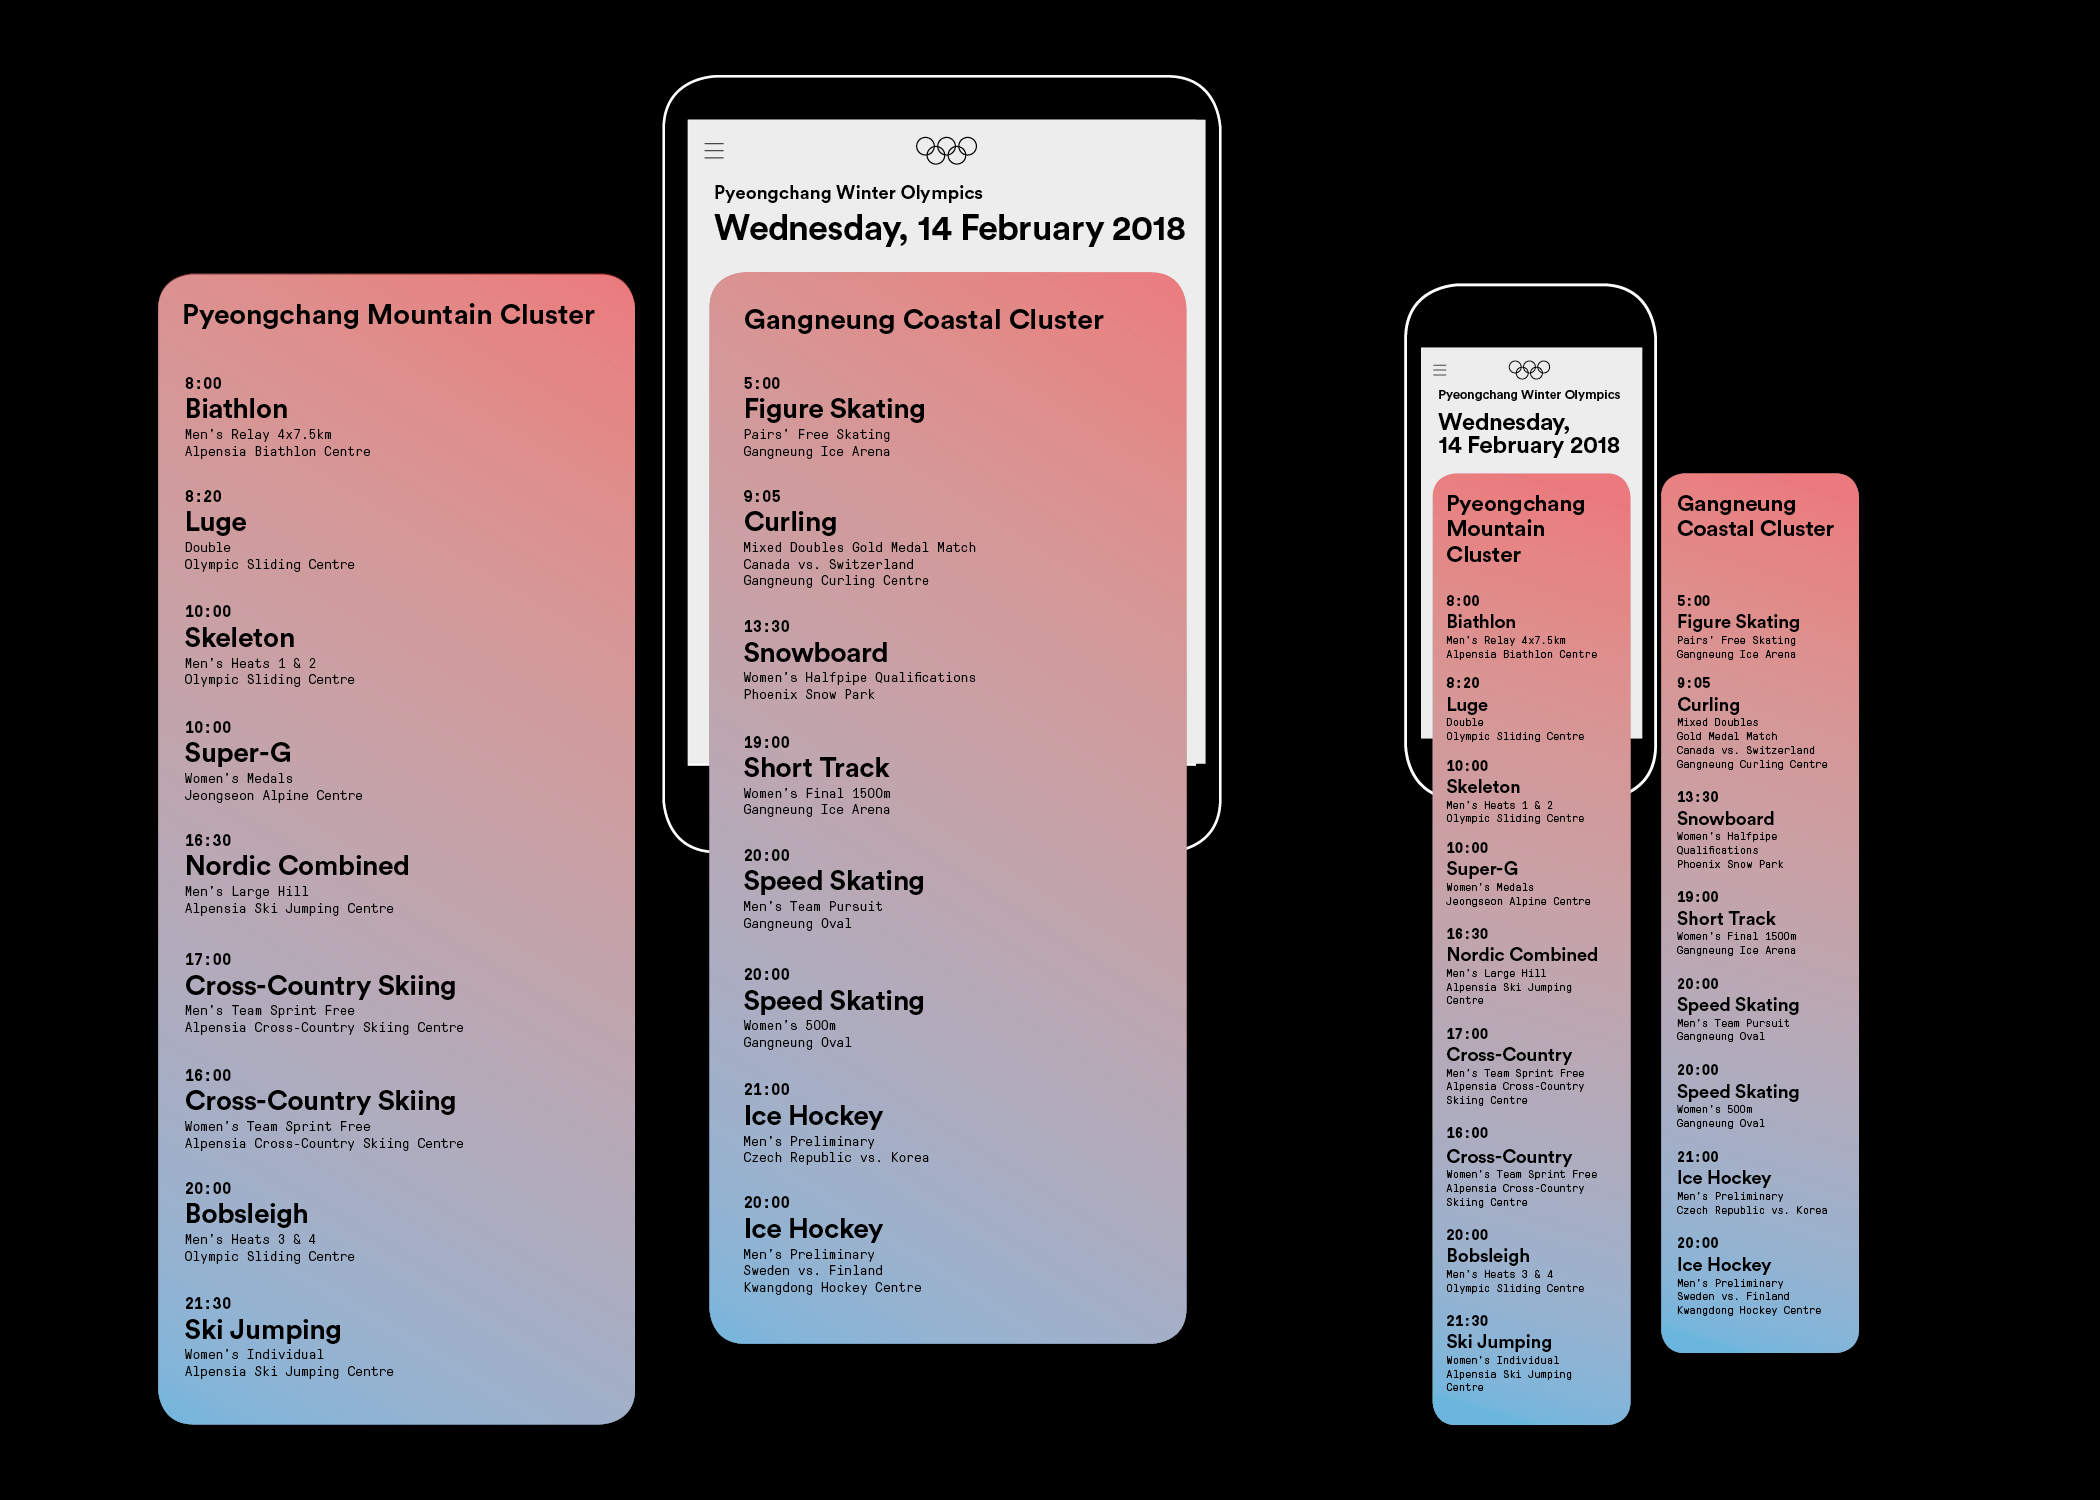 Pyeongchang Mountain Cluster
8:00
Biathlon
Men's Relay 4x7.5km
Alpensia Biathlon Centre
8:20
Luge
Double
Olympic Sliding Centre
10:00
Skeleton
Men's Heats 1 & 2
Olympic Sliding Centre
10:00
Super-G
Women's Medals
Jeongseon Alpine Centre
16:30
Nordic Combined
Men's Large Hill
Alpensia Ski Jumping Centre
17:00
Cross-Country Skiing
Men's Team Sprint Free
Alpensia Cross-Country Skiing Centre
16:00
Cross-Country Skiing
Women's Team Sprint Free
Alpensia Cross-Country Skiing Centre
20:00
Bobsleigh
Men's Heats 3 & 4
Olympic Sliding Centre
21:30
Ski Jumping
Women's Individual
Alpensia Ski Jumping Centre
Pyeongchang Winter Olympics
Wednesday, 14 February 2018
Gangneung Coastal Cluster
5:00
Figure Skating
Pairs' Free Skating
Gangneung Ice Arena
9:05
Curling
Mixed Doubles Gold Medal Match
Canada vs. Switzerland
Gangneung Curling Centre
13:30
Snowboard
Women's Halfpipe Qualifications
Phoenix Snow Park
19:00
Short Track
Women's Final 1500m
Gangneung Ice Arena
20:00
Speed Skating
Men's Team Pursuit
Gangneung Oval
20:00
Speed Skating
Women's 500m
Gangneung Oval
21:00
Ice Hockey
Men's Preliminary
Czech Republic vs. Korea
20:00
Ice Hockey
Men's Preliminary
Sweden vs. Finland
Kwangdong Hockey Centre
Pyeongchang Winter Olympics
Wednesday,
14 February 2018
Pyeongchang
Mountain
Cluster
8:00
Biathlon
Men's Relay 4x7.5km
Alpensia Biathlon Centre
8:20
Luge
Double
Olympic Sliding Centre
10:00
Skeleton
Men's Heats 1 & 2
Olympic Sliding Centre
10:00
Super-G
Women's Medals
Jeongseon Alpine Centre
16:30
Nordic Combined
Men's Large Hill
Alpensia Ski Jumping
Centre
17:00
Cross-Country
Men's Team Sprint Free
Alpensia Cross-Country
Skiing Centre
16:00
Cross-Country
Women's Team Sprint Free
Alpensia Cross-Country
Skiing Centre
20:00
Bobsleigh
Men's Heats 3 & 4
Olympic Sliding Centre
21:30
Ski Jumping
Women's Individual
Alpensia Ski Jumping
Centre
Gangneung
Coastal Cluster
5:00
Figure Skating
Pairs' Free Skating
Gangneung Ice Arena
9:05
Curling
Mixed Doubles
Gold Medal Match
Canada vs. Switzerland
Gangneung Curling Centre
13:30
Snowboard
Women's Halfpipe
Qualifications
Phoenix Snow Park
19:00
Short Track
Women's Final 1500m
Gangneung Ice Arena
20:00
Speed Skating
Men's Team Pursuit
Gangneung Oval
20:00
Speed Skating
Women's 500m
Gangneung Oval
21:00
Ice Hockey
Men's Preliminary
Czech Republic vs. Korea
20:00
Ice Hockey
Men's Preliminary
Sweden vs. Finland
Kwangdong Hockey Centre